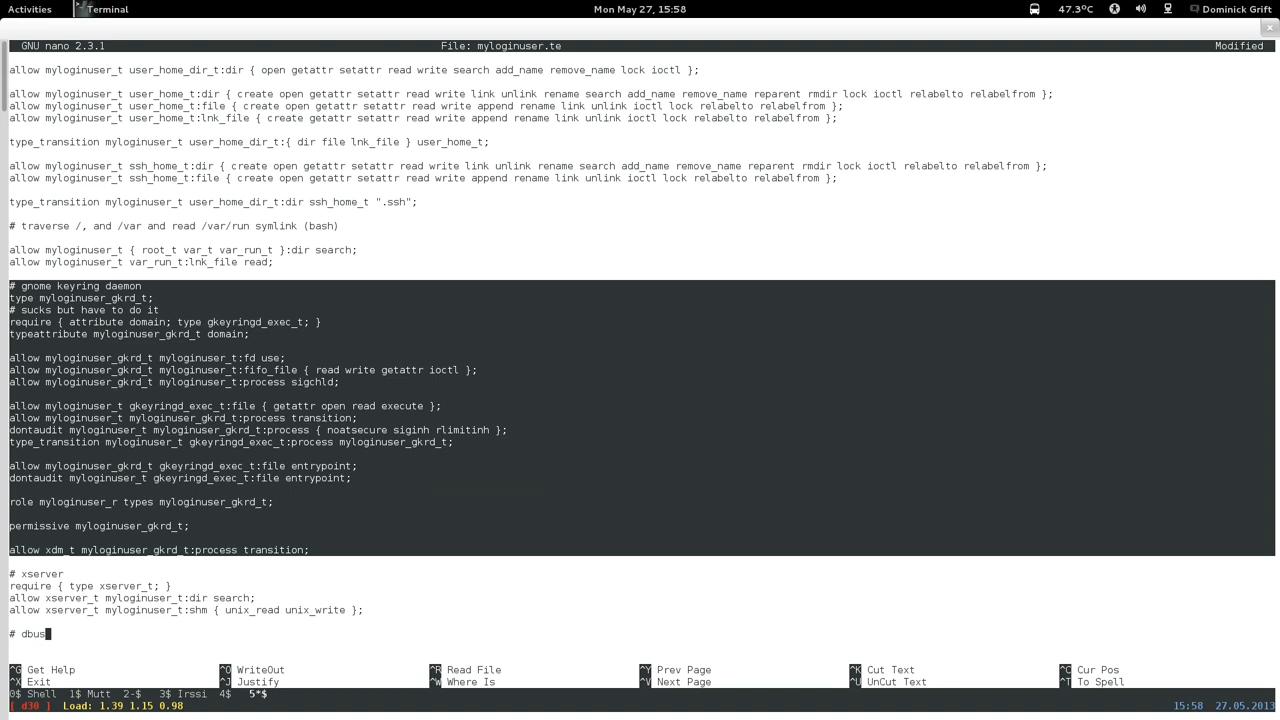 Activities Terminal Mon May 27, 15:58 47.3°C Dominick Grift
GNU nano 2.3.1 File: myloginuser.te Modified
allow myloginuser_t user_home_dir_t:dir { open getattr setattr read write search add_name remove_name lock ioctl };
allow myloginuser_t user_home_t:dir { create open getattr setattr read write link unlink rename search add_name remove_name reparent rmdir lock ioctl relabelto relabelfrom };
allow myloginuser_t user_home_t:file { create open getattr setattr read write append rename link unlink ioctl lock relabelto relabelfrom };
allow myloginuser_t user_home_t:lnk_file { create getattr setattr read write append rename link unlink ioctl lock relabelto relabelfrom };
type_transition myloginuser_t user_home_dir_t:{ dir file lnk_file } user_home_t;
allow myloginuser_t ssh_home_t:dir { create open getattr setattr read write link unlink rename search add_name remove_name reparent rmdir lock ioctl relabelto relabelfrom };
allow myloginuser_t ssh_home_t:file { create open getattr setattr read write append rename link unlink ioctl lock relabelto relabelfrom };
type_transition myloginuser_t user_home_dir_t:dir ssh_home_t ".ssh";
# traverse /, and /var and read /var/run symlink (bash)
allow myloginuser_t { root_t var_t var_run_t }:dir search;
allow myloginuser_t var_run_t:lnk_file read;
# gnome keyring daemon
type myloginuser_gkrd_t;
# sucks but have to do it
require { attribute domain; type gkeyringd_exec_t; }
typeattribute myloginuser_gkrd_t domain;
allow myloginuser_gkrd_t myloginuser_t:fd use;
allow myloginuser_gkrd_t myloginuser_t:fifo_file { read write getattr ioctl };
allow myloginuser_gkrd_t myloginuser_t:process sigchld;
allow myloginuser_t gkeyringd_exec_t:file { getattr open read execute };
allow myloginuser_t myloginuser_gkrd_t:process transition;
dontaudit myloginuser_t myloginuser_gkrd_t:process { noatsecure siginh rlimitinh };
type_transition myloginuser_t gkeyringd_exec_t:process myloginuser_gkrd_t;
allow myloginuser_gkrd_t gkeyringd_exec_t:file entrypoint;
dontaudit myloginuser_t gkeyringd_exec_t:file entrypoint;
role myloginuser_r types myloginuser_gkrd_t;
permissive myloginuser_gkrd_t;
allow xdm_t myloginuser_gkrd_t:process transition;
# xserver
require { type xserver_t; }
allow xserver_t myloginuser_t:dir search;
allow xserver_t myloginuser_t:shm { unix_read unix_write };
# dbus
^G Get Help ^O WriteOut ^R Read File ^Y Prev Page ^K Cut Text ^C Cur Pos
^X Exit ^J Justify ^W Where Is ^V Next Page ^U UnCut Text ^T To Spell
0$ Shell 1$ Mutt 2-$ 3$ Irssi 4$ 5*$
[ d30 ] Load: 1.39 1.15 0.98 15:58 27.05.2013